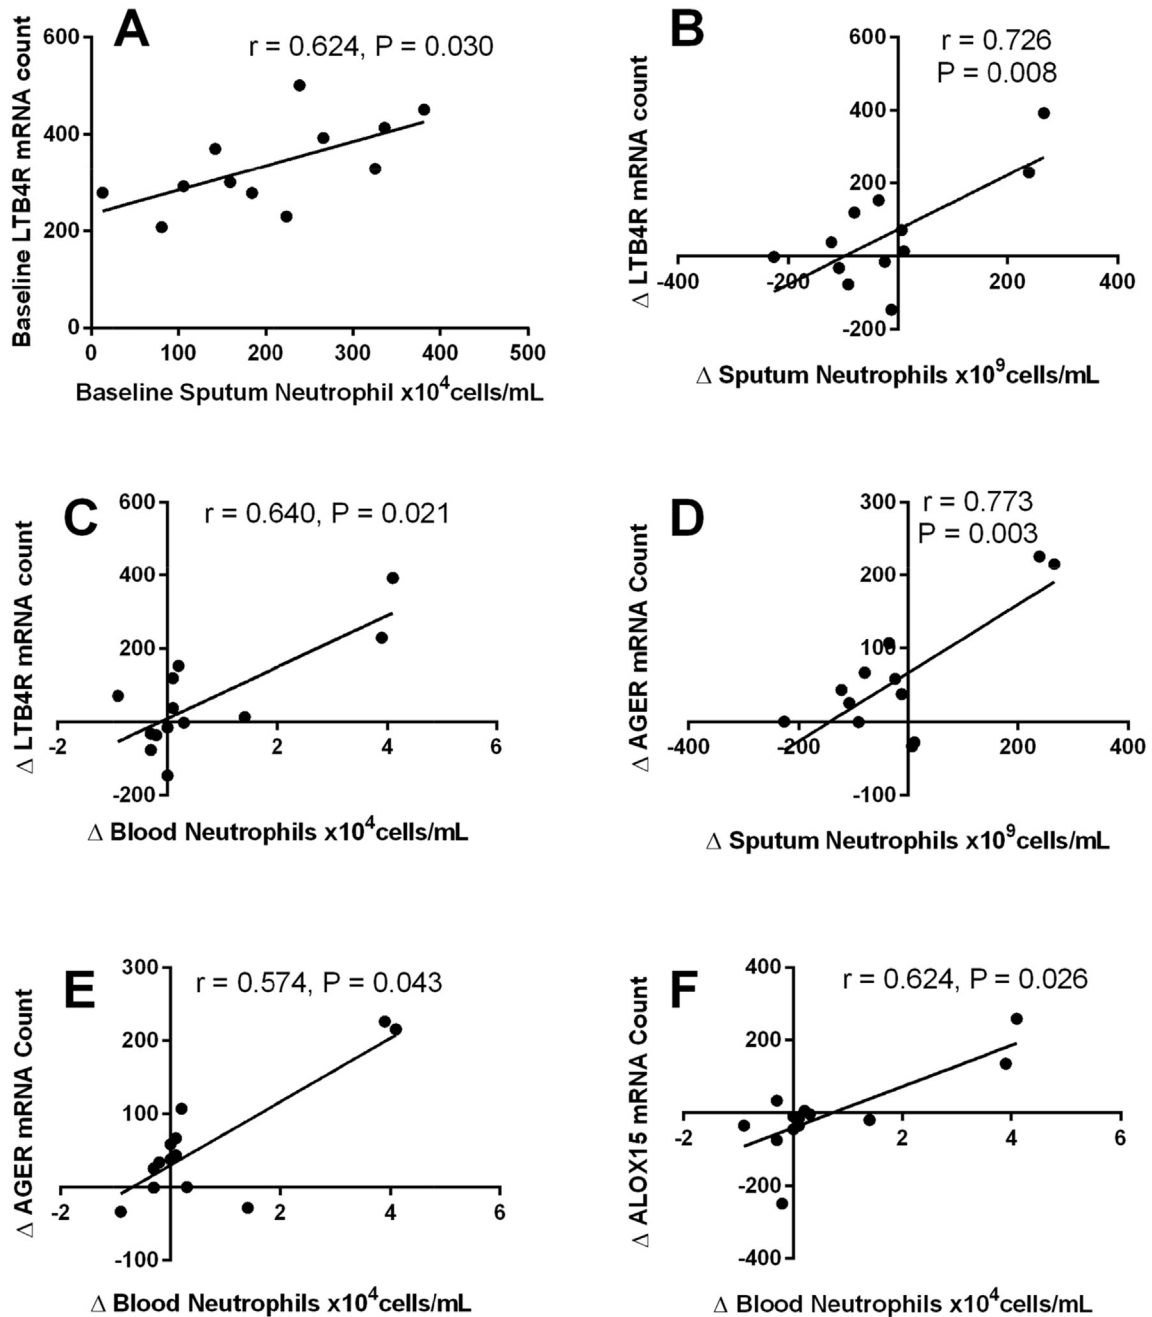 A
r = 0.624, P = 0.030
600
400
200
0
0 100 200 300 400 500
Baseline LTB4R mRNA count
Baseline Sputum Neutrophil x10⁴cells/mL
B
r = 0.726
P = 0.008
600
400
200
-200
-400 -200 200 400
Δ LTB4R mRNA count
Δ Sputum Neutrophils x10⁹cells/mL
C
r = 0.640, P = 0.021
600
400
200
-200
-2 2 4 6
Δ LTB4R mRNA count
Δ Blood Neutrophils x10⁴cells/mL
D
r = 0.773
P = 0.003
300
200
100
-100
-400 -200 200 400
Δ AGER mRNA Count
Δ Sputum Neutrophils x10⁹cells/mL
E
r = 0.574, P = 0.043
300
200
100
-100
-2 2 4 6
Δ AGER mRNA Count
Δ Blood Neutrophils x10⁴cells/mL
F
r = 0.624, P = 0.026
400
200
-200
-400
-2 2 4 6
Δ ALOX15 mRNA Count
Δ Blood Neutrophils x10⁴cells/mL